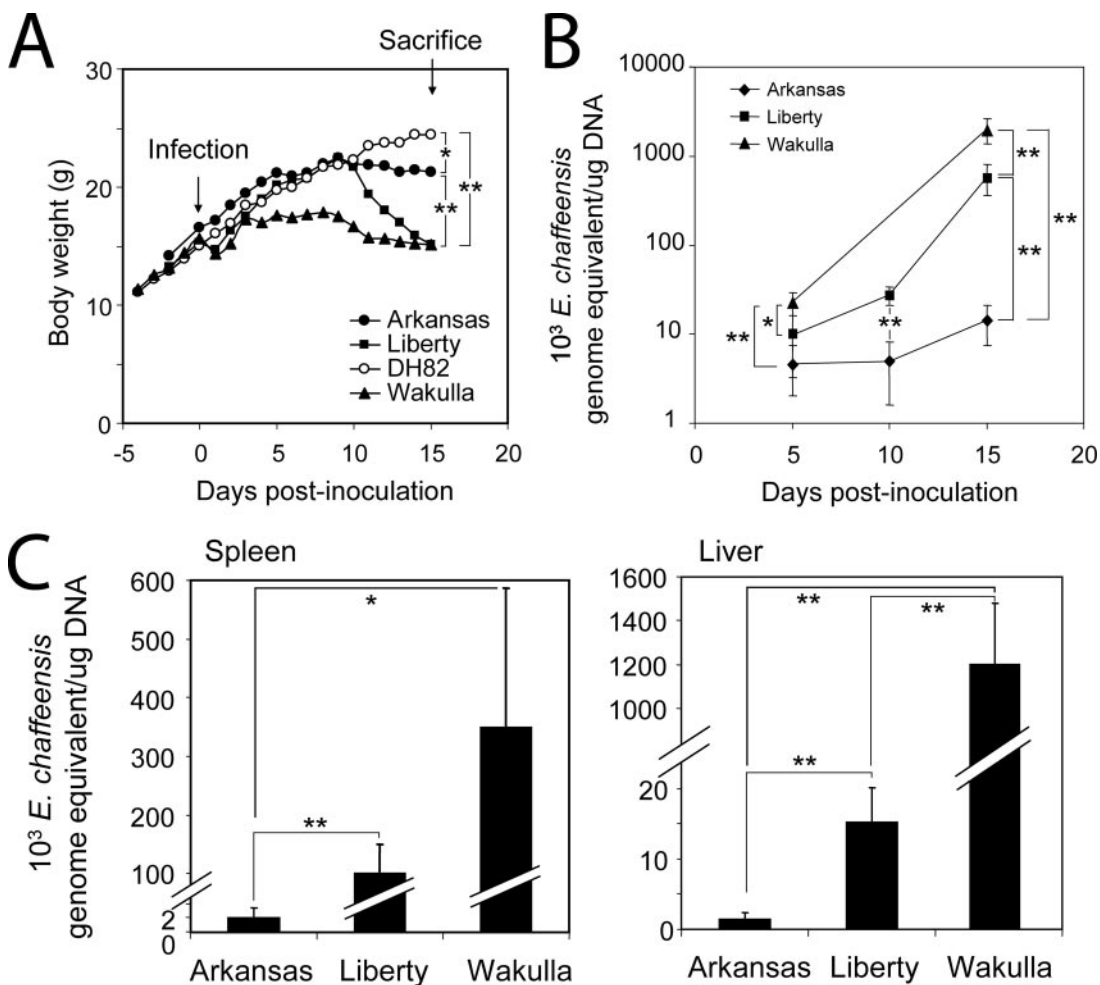 A
Sacrifice
30
Infection
20
Body weight (g)
10
0
-5
0
5
10
15
20
Days post-inoculation
Arkansas
Liberty
DH82
Wakulla
*
**
**
B
10000
1000
100
10
1
10³ E. chaffeensis
genome equivalent/ug DNA
Arkansas
Liberty
Wakulla
**
*
**
**
**
**
0
5
10
15
20
Days post-inoculation
C
Spleen
10³ E. chaffeensis
genome equivalent/ug DNA
600
500
400
300
200
100
2
0
*
**
Arkansas
Liberty
Wakulla
Liver
1600
1400
1200
1000
20
10
0
**
**
**
Arkansas
Liberty
Wakulla